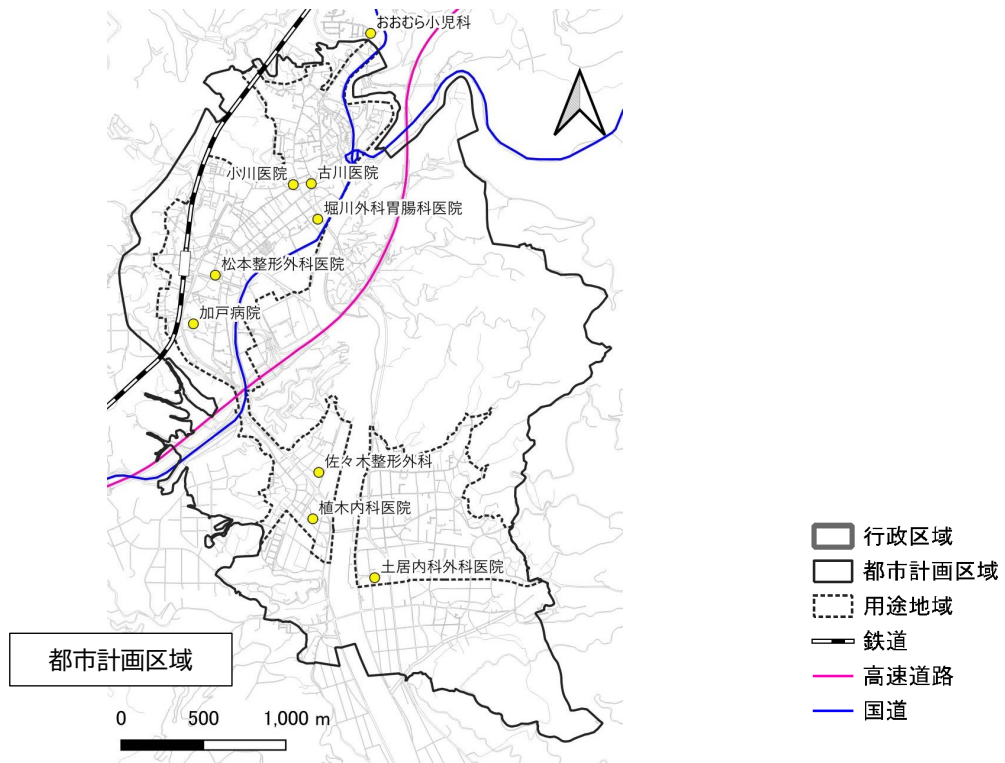 おおむら小児科
小川医院
古川医院
堀川外科胃腸科医院
松本整形外科医院
加戸病院
佐々木整形外科
植木内科医院
土居内科外科医院
行政区域
都市計画区域
用途地域
鉄道
高速道路
国道
都市計画区域
0 500 1,000 m